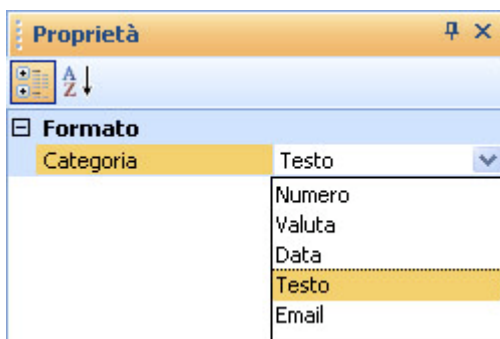 Proprietà
A
Z
Formato
Categoria Testo
Numero
Valuta
Data
Testo
Email